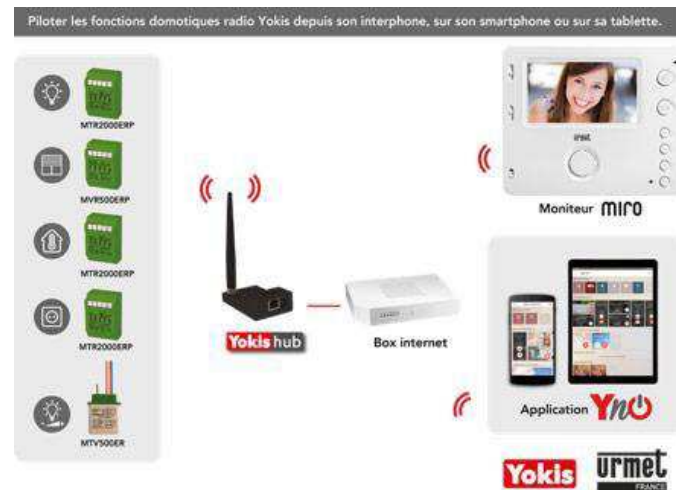 Piloter les fonctions domotiques radio Yokis depuis son interphone, sur son smartphone ou sur sa tablette.
MTR2000ERP
MVR500ERP
MTR2000ERP
MTR2000ERP
MTV500ER
Yokis hub
Box internet
urmet
Moniteur MIRO
Application YnO
Yokis
urmet
FRANCE